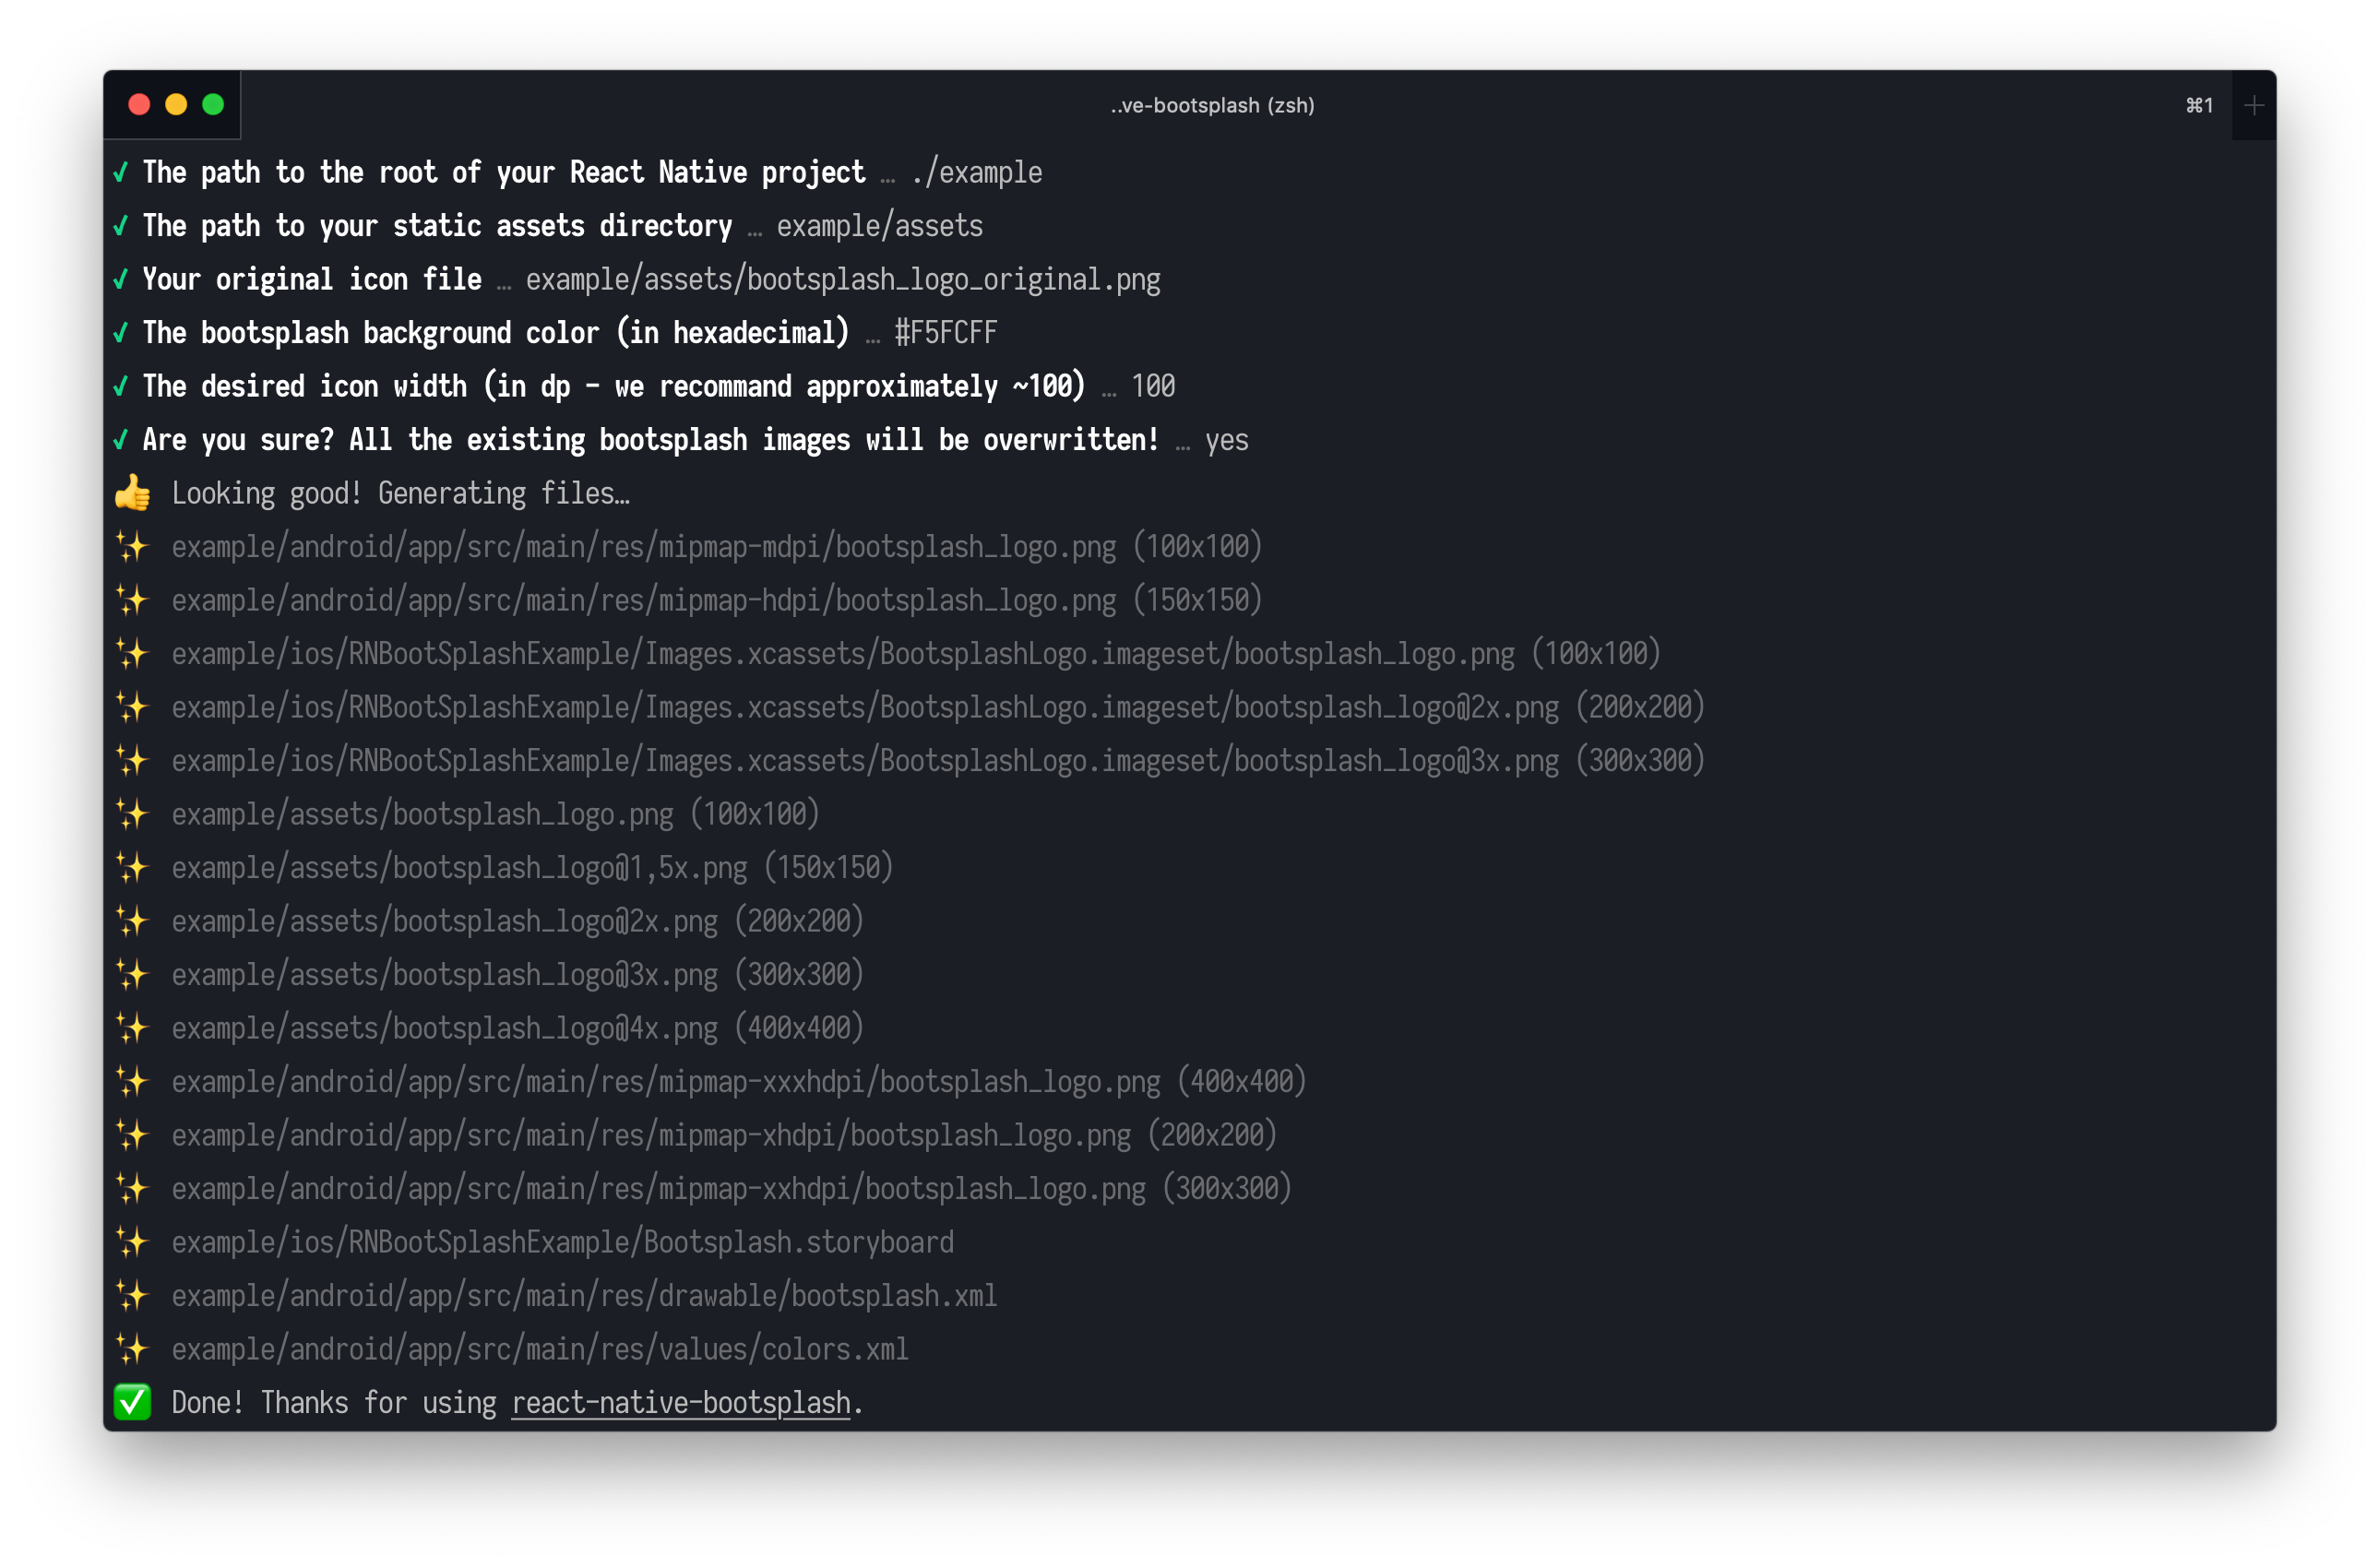 ..ve-bootsplash (zsh) ⌘1 +
✓ The path to the root of your React Native project … ./example
✓ The path to your static assets directory … example/assets
✓ Your original icon file … example/assets/bootsplash_logo_original.png
✓ The bootsplash background color (in hexadecimal) … #F5FCFF
✓ The desired icon width (in dp - we recommand approximately ~100) … 100
✓ Are you sure? All the existing bootsplash images will be overwritten! … yes
👍 Looking good! Generating files…
✨ example/android/app/src/main/res/mipmap-mdpi/bootsplash_logo.png (100x100)
✨ example/android/app/src/main/res/mipmap-hdpi/bootsplash_logo.png (150x150)
✨ example/ios/RNBootSplashExample/Images.xcassets/BootsplashLogo.imageset/bootsplash_logo.png (100x100)
✨ example/ios/RNBootSplashExample/Images.xcassets/BootsplashLogo.imageset/bootsplash_logo@2x.png (200x200)
✨ example/ios/RNBootSplashExample/Images.xcassets/BootsplashLogo.imageset/bootsplash_logo@3x.png (300x300)
✨ example/assets/bootsplash_logo.png (100x100)
✨ example/assets/bootsplash_logo@1,5x.png (150x150)
✨ example/assets/bootsplash_logo@2x.png (200x200)
✨ example/assets/bootsplash_logo@3x.png (300x300)
✨ example/assets/bootsplash_logo@4x.png (400x400)
✨ example/android/app/src/main/res/mipmap-xxxhdpi/bootsplash_logo.png (400x400)
✨ example/android/app/src/main/res/mipmap-xhdpi/bootsplash_logo.png (200x200)
✨ example/android/app/src/main/res/mipmap-xxhdpi/bootsplash_logo.png (300x300)
✨ example/ios/RNBootSplashExample/Bootsplash.storyboard
✨ example/android/app/src/main/res/drawable/bootsplash.xml
✨ example/android/app/src/main/res/values/colors.xml
✅ Done! Thanks for using react-native-bootsplash.